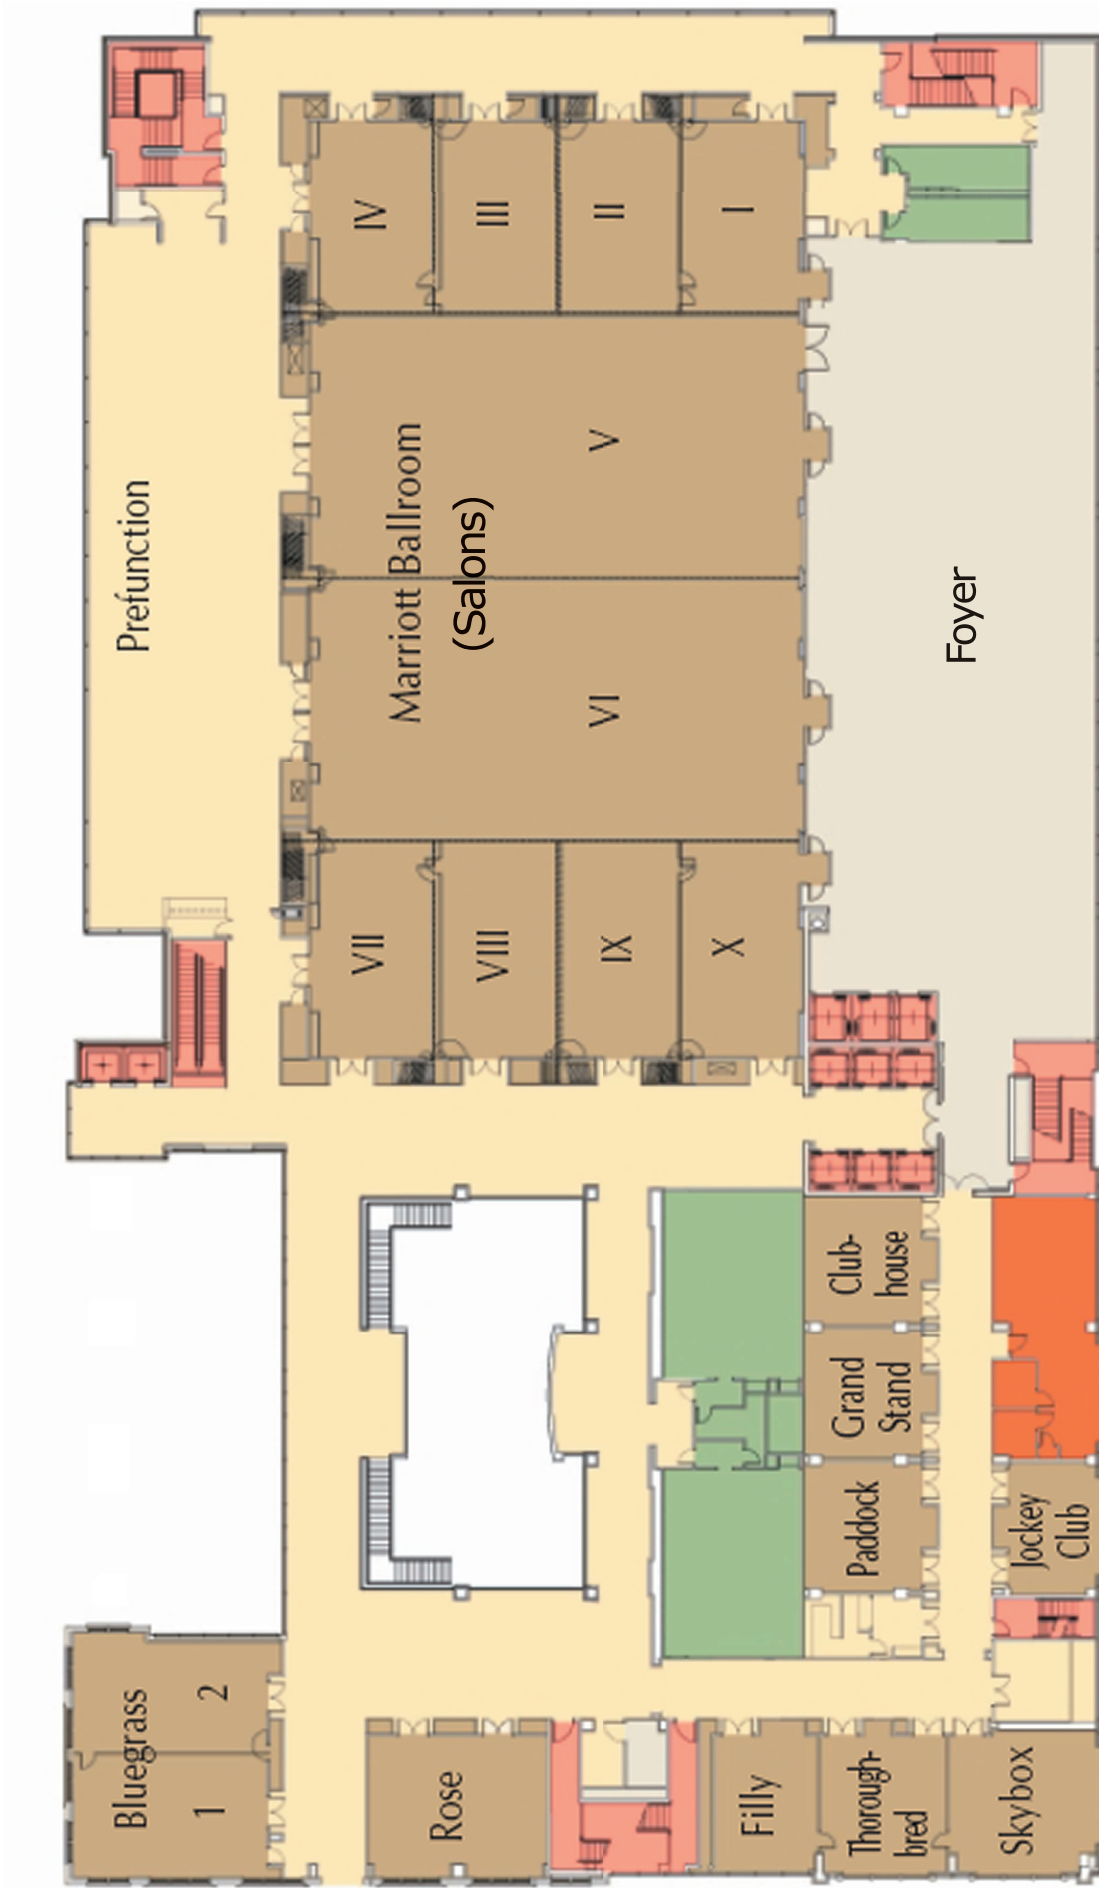 Prefunction
Marriott Ballroom
(Salons)
IV
III
II
I
V
VI
VII
VIII
IX
X
Foyer
Club-
house
Grand
Stand
Paddock
Jockey
Club
Bluegrass
2
1
Rose
Filly
Thorough-
bred
Skybox